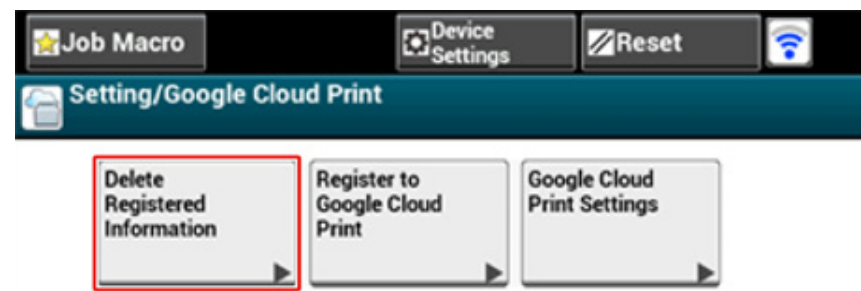 Job Macro
Device
Settings
Reset
Setting/Google Cloud Print
Delete
Registered
Information
Register to
Google Cloud
Print
Google Cloud
Print Settings